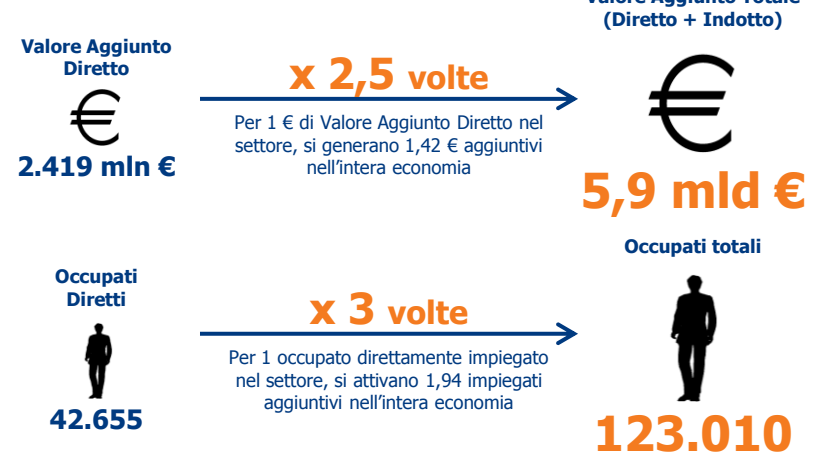 Valore Aggiunto Totale
(Diretto + Indotto)
Valore Aggiunto
Diretto
x 2,5 volte
€
€
Per 1 € di Valore Aggiunto Diretto nel
settore, si generano 1,42 € aggiuntivi
nell'intera economia
2.419 mln €
5,9 mld €
Occupati totali
Occupati
Diretti
x 3 volte
Per 1 occupato direttamente impiegato
nel settore, si attivano 1,94 impiegati
aggiuntivi nell'intera economia
42.655
123.010